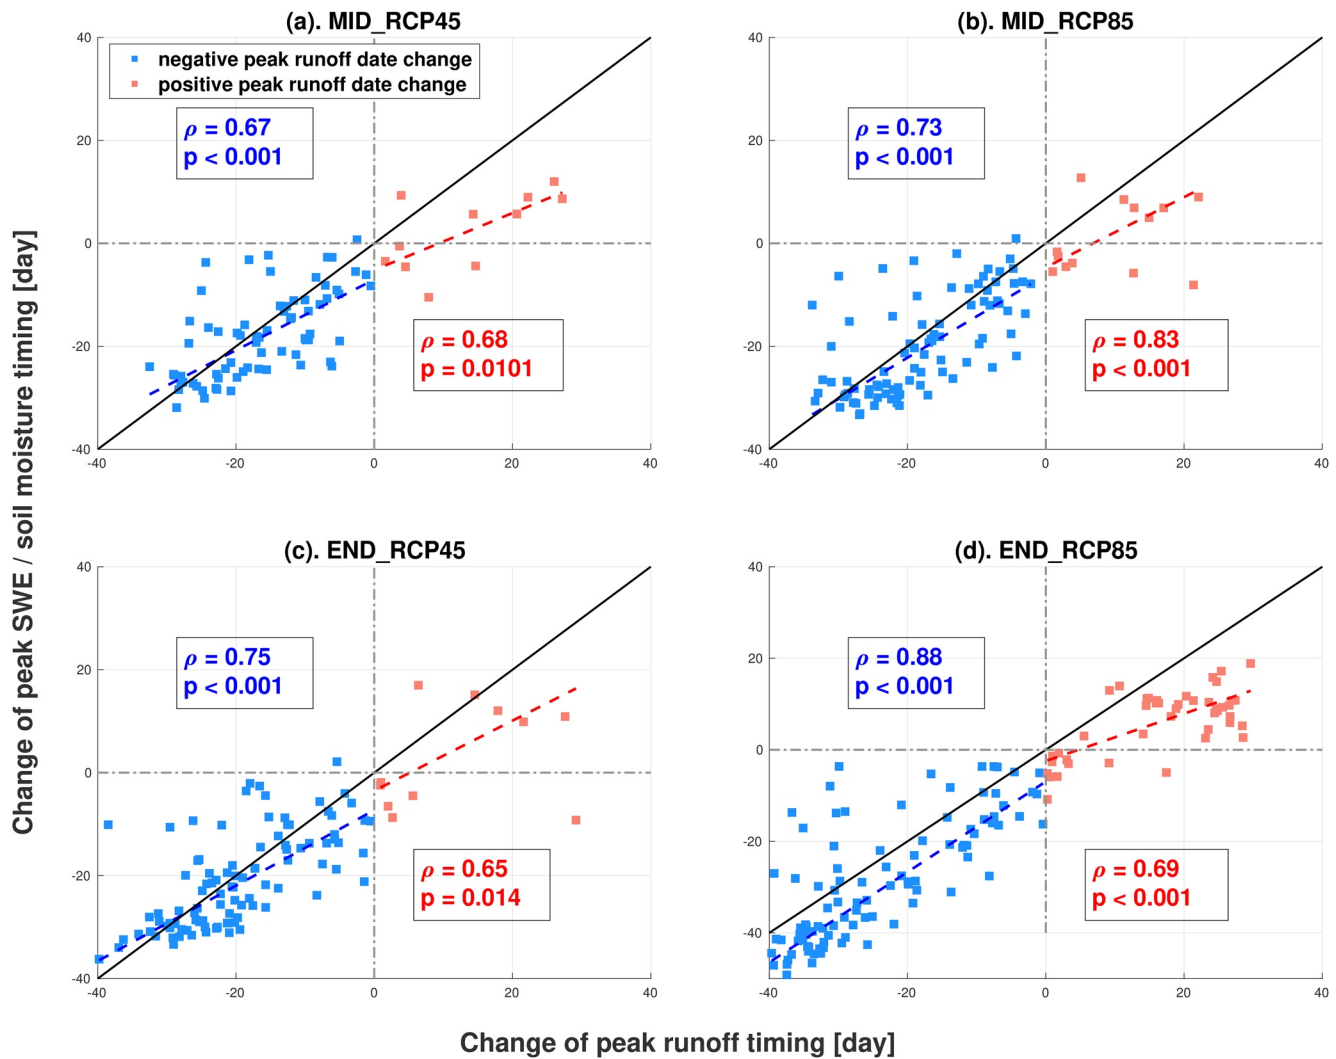 (a). MID_RCP45
negative peak runoff date change
positive peak runoff date change
ρ = 0.67
p < 0.001
ρ = 0.68
p = 0.0101
40
20
0
-20
-40
-40
-20
0
20
40
(b). MID_RCP85
ρ = 0.73
p < 0.001
ρ = 0.83
p < 0.001
40
20
0
-20
-40
-40
-20
0
20
40
Change of peak SWE / soil moisture timing [day]
(c). END_RCP45
ρ = 0.75
p < 0.001
ρ = 0.65
p = 0.014
40
20
0
-20
-40
-40
-20
0
20
40
(d). END_RCP85
ρ = 0.88
p < 0.001
ρ = 0.69
p < 0.001
40
20
0
-20
-40
-40
-20
0
20
40
Change of peak runoff timing [day]